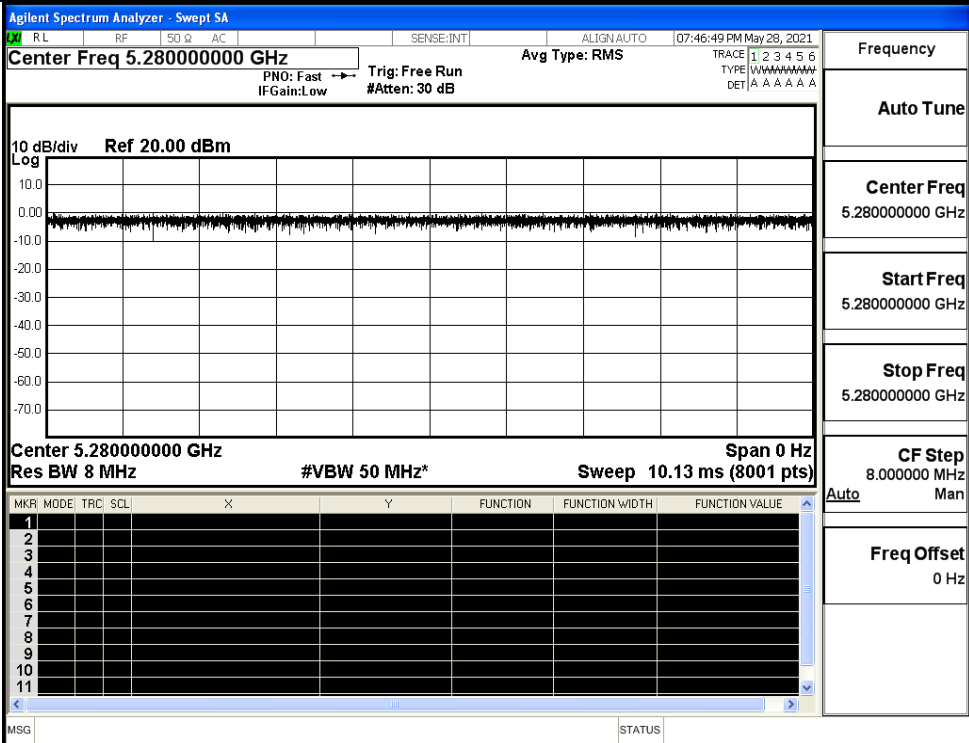 Agilent Spectrum Analyzer - Swept SA
LXI RL RF 50 Ω AC SENSE:INT ALIGN AUTO 07:46:49 PM May 28, 2021
Center Freq 5.280000000 GHz
PNO: Fast
IFGain:Low
Trig: Free Run
#Atten: 30 dB
Avg Type: RMS
TRACE 1 2 3 4 5 6
TYPE WWWWWW
DET A A A A A A
10 dB/div Ref 20.00 dBm
Log
10.0
0.00
-10.0
-20.0
-30.0
-40.0
-50.0
-60.0
-70.0
Center 5.280000000 GHz Span 0 Hz
Res BW 8 MHz #VBW 50 MHz* Sweep 10.13 ms (8001 pts)
MKR MODE TRC SCL X Y FUNCTION FUNCTION WIDTH FUNCTION VALUE
1
2
3
4
5
6
7
8
9
10
11
MSG STATUS
Frequency
Auto Tune
Center Freq
5.280000000 GHz
Start Freq
5.280000000 GHz
Stop Freq
5.280000000 GHz
CF Step
8.000000 MHz
Auto Man
Freq Offset
0 Hz